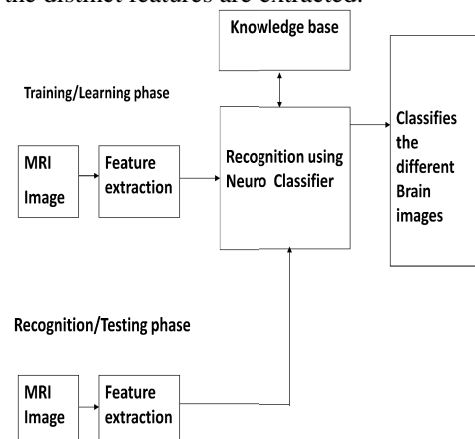 the distinct features are extracted.
Knowledge base
Training/Learning phase
MRI
Image
Feature
extraction
Recognition using
Neuro Classifier
Classifies
the
different
Brain
images
Recognition/Testing phase
MRI
Image
Feature
extraction